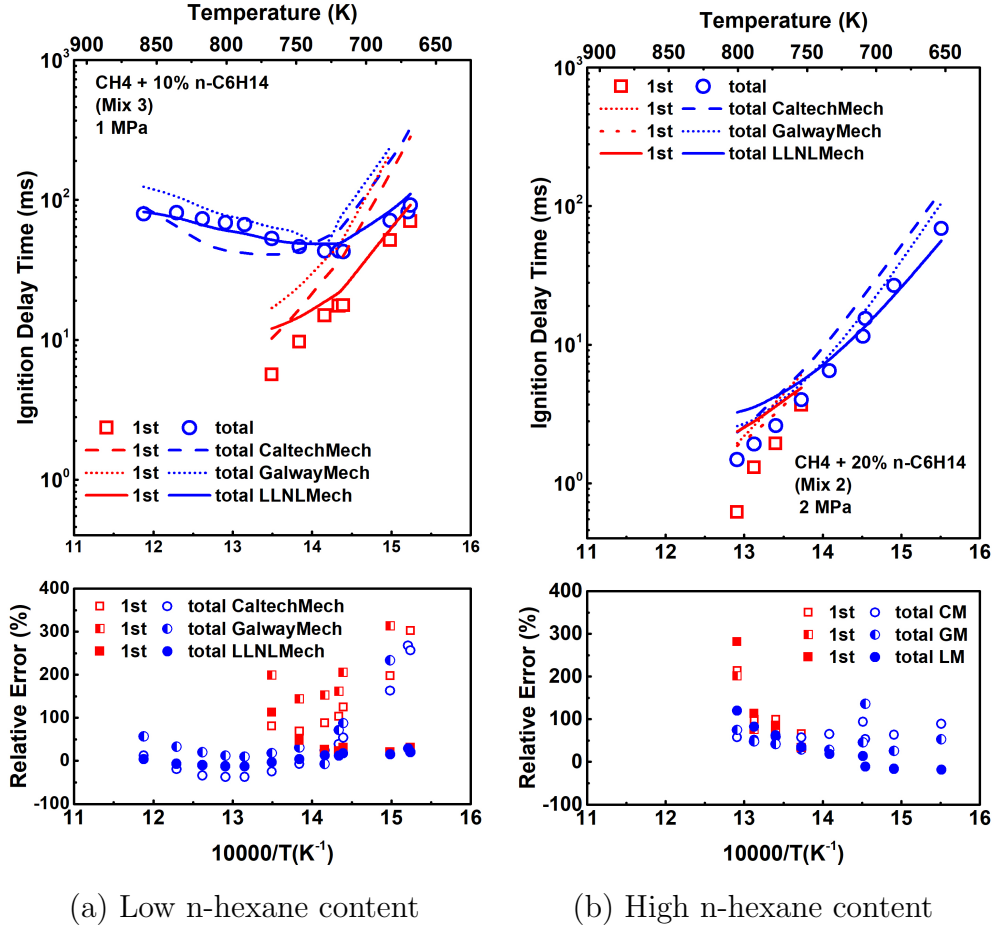 Temperature (K)
900 850 800 750 700 650
10³
10²
10¹
10⁰
Ignition Delay Time (ms)
CH4 + 10% n-C6H14
(Mix 3)
1 MPa
1st total
1st total CaltechMech
1st total GalwayMech
1st total LLNLMech
11 12 13 14 15 16
400
300
200
100
0
-100
Relative Error (%)
1st total CaltechMech
1st total GalwayMech
1st total LLNLMech
11 12 13 14 15 16
10000/T(K⁻¹)
(a) Low n-hexane content
Temperature (K)
900 850 800 750 700 650
10³
10²
10¹
10⁰
Ignition Delay Time (ms)
1st total
1st total CaltechMech
1st total GalwayMech
1st total LLNLMech
CH4 + 20% n-C6H14
(Mix 2)
2 MPa
11 12 13 14 15 16
400
300
200
100
0
-100
Relative Error (%)
1st total CM
1st total GM
1st total LM
11 12 13 14 15 16
10000/T(K⁻¹)
(b) High n-hexane content